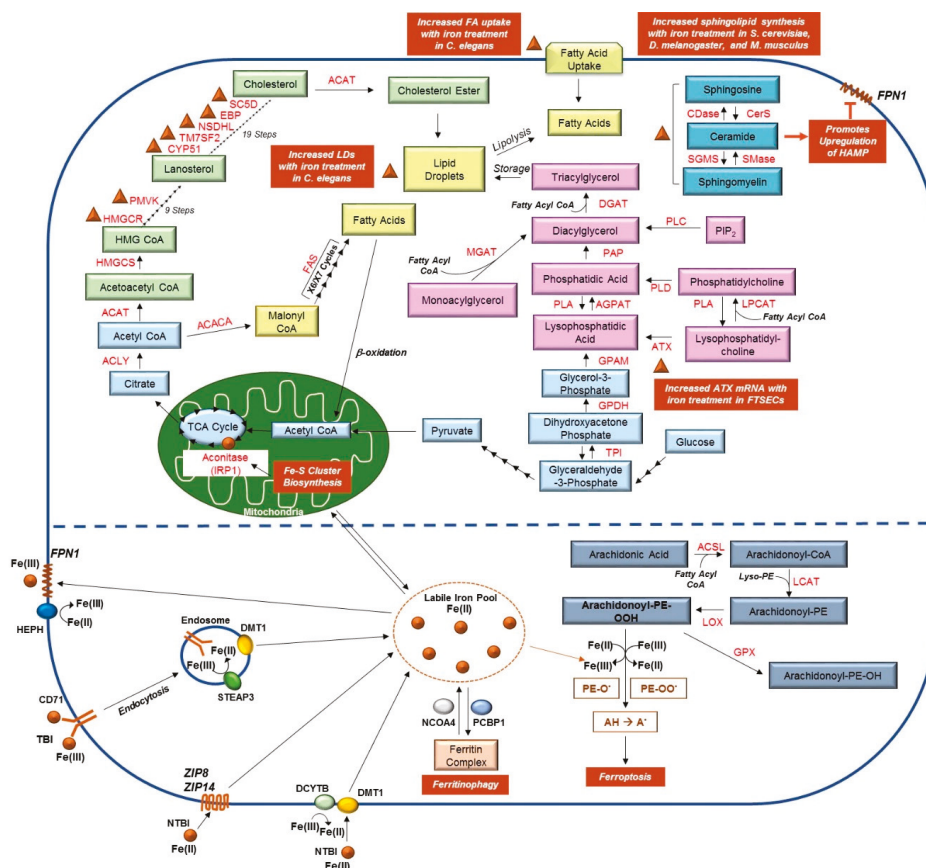 Increased FA uptake
with iron treatment
in C. elegans
Fatty Acid
Uptake
Increased sphingolipid synthesis
with iron treatment in S. cerevisiae,
D. melanogaster, and M. musculus
Cholesterol
ACAT
Cholesterol Ester
SC5D
EBP
NSDHL
TM7SF2
CYP51
19 Steps
Lanosterol
PMVK
HMGCR
9 Steps
HMG CoA
HMGCS
Acetoacetyl CoA
ACAT
Acetyl CoA
ACLY
Citrate
ACACA
Malonyl
CoA
FAS
X6/X7 Cycles
Fatty Acids
Increased LDs
with iron treatment
in C. elegans
Lipid
Droplets
Lipolysis
Storage
Fatty Acids
Triacylglycerol
Fatty Acyl CoA
DGAT
Diacylglycerol
PLC
PIP2
MGAT
Fatty Acyl
CoA
Monoacylglycerol
PAP
Phosphatidic Acid
PLD
Phosphatidylcholine
PLA
AGPAT
PLA
LPCAT
Fatty Acyl CoA
Lysophosphatidic
Acid
ATX
Lysophosphatidyl-
choline
Increased ATX mRNA with
iron treatment in FTSECs
GPAM
Glycerol-3-
Phosphate
GPDH
Dihydroxyacetone
Phosphate
TPI
Glyceraldehyde
-3-Phosphate
Glucose
Pyruvate
Sphingosine
CDase
CerS
Ceramide
SGMS
SMase
Sphingomyelin
FPN1
Promotes
Upregulation
of HAMP
β-oxidation
TCA Cycle
Acetyl CoA
Aconitase
(IRP1)
Fe-S Cluster
Biosynthesis
Mitochondria
FPN1
Fe(III)
HEPH
Fe(III)
Fe(II)
Endosome
DMT1
Fe(II)
Fe(III)
STEAP3
CD71
TBI
Fe(III)
Endocytosis
ZIP8
ZIP14
NTBI
Fe(II)
DCYTB
DMT1
Fe(III)
Fe(II)
NTBI
Fe(II)
Labile Iron Pool
Fe(II)
NCOA4
PCBP1
Ferritin
Complex
Ferritinophagy
Arachidonic Acid
ACSL
Fatty Acyl
CoA
Arachidonoyl-CoA
Lyso-PE
LCAT
Arachidonoyl-PE
LOX
Arachidonoyl-PE-
OOH
GPX
Arachidonoyl-PE-OH
Fe(II)
Fe(III)
Fe(III)
Fe(II)
PE-O•
PE-OO•
AH → A•
Ferroptosis